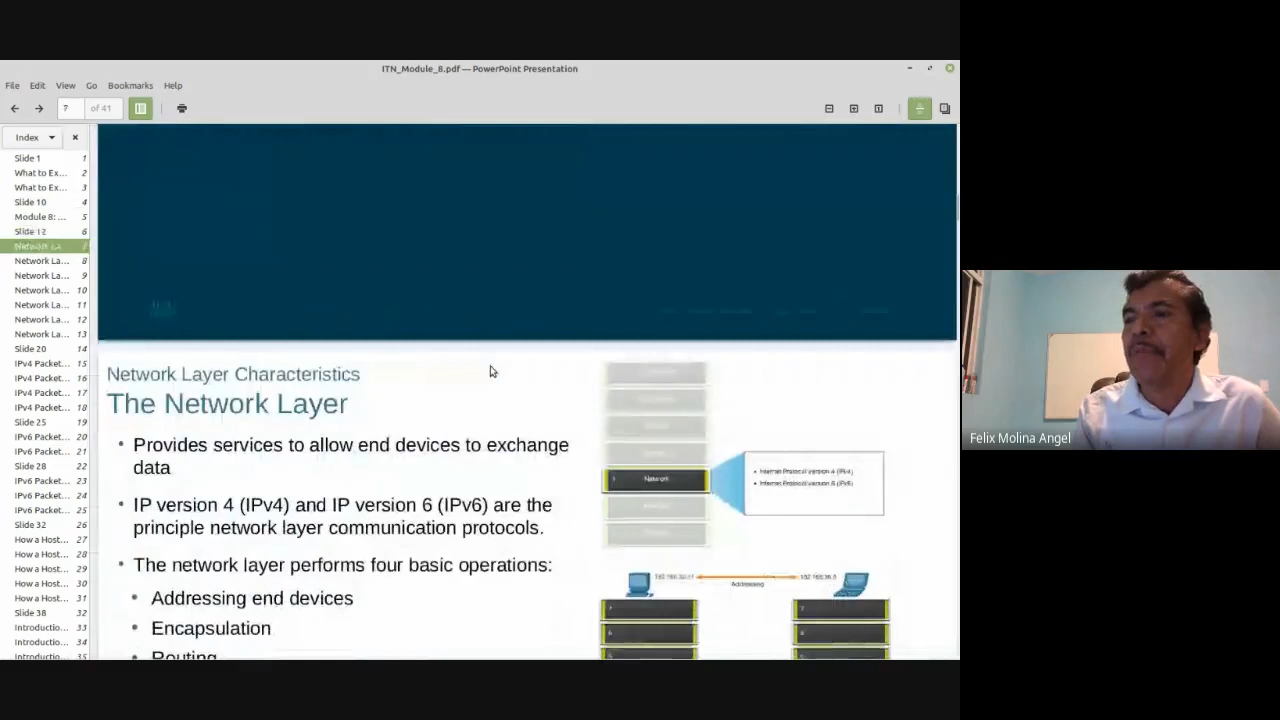 ITN_Module_8.pdf — PowerPoint Presentation
File Edit View Go Bookmarks Help
7 of 41
Index
Slide 1 1
What to Ex... 2
What to Ex... 3
Slide 10 4
Module 8: ... 5
Slide 12 6
Network La... 8
Network La... 9
Network La... 10
Network La... 11
Network La... 12
Network La... 13
Slide 20 14
IPv4 Packet... 15
IPv4 Packet... 16
IPv4 Packet... 17
IPv4 Packet... 18
Slide 25 19
IPv6 Packet... 20
IPv6 Packet... 21
Slide 28 22
IPv6 Packet... 23
IPv6 Packet... 24
IPv6 Packet... 25
Slide 32 26
How a Host... 27
How a Host... 28
How a Host... 29
How a Host... 30
How a Host... 31
Slide 38 32
Introductio... 33
Introductio... 34
Introductio... 35
Network Layer Characteristics
The Network Layer
• Provides services to allow end devices to exchange
data
• IP version 4 (IPv4) and IP version 6 (IPv6) are the
principle network layer communication protocols.
• The network layer performs four basic operations:
• Addressing end devices
• Encapsulation
• Routing
Network
• Internet Protocol version 4 (IPv4)
• Internet Protocol version 6 (IPv6)
Addressing
7
6
7
Felix Molina Angel